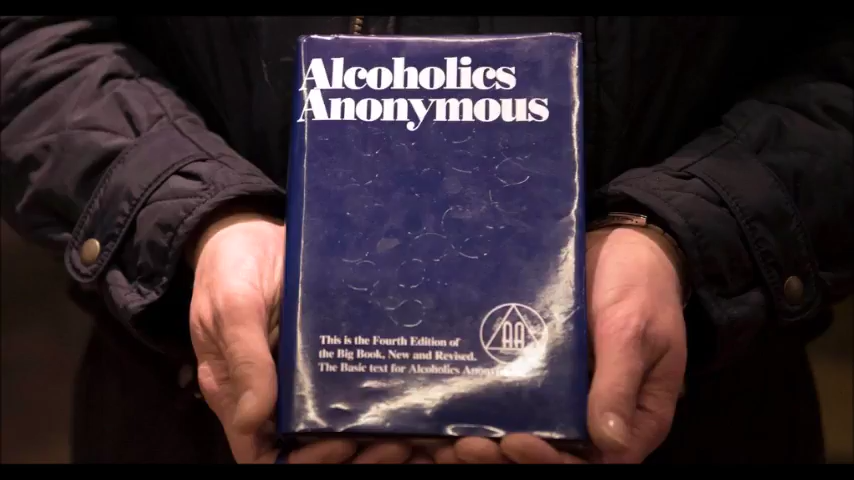 Alcoholics
Anonymous
AA
This is the Fourth Edition of
the Big Book, New and Revised.
The Basic text for Alcoholics